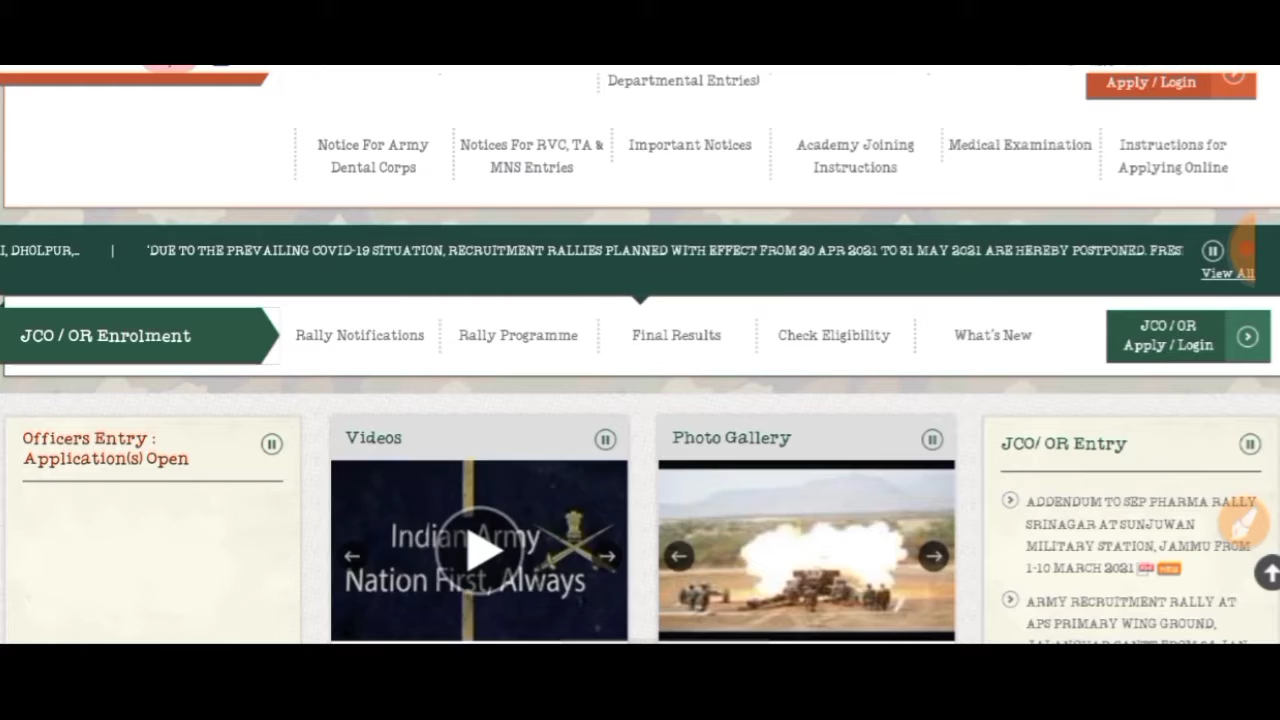 Departmental Entries)
Apply / Login
Notice For Army
Dental Corps
Notices For RVC, TA &
MNS Entries
Important Notices
Academy Joining
Instructions
Medical Examination
Instructions for
Applying Online
I, DHOLPUR,... | 'DUE TO THE PREVAILING COVID-19 SITUATION, RECRUITMENT RALLIES PLANNED WITH EFFECT FROM 20 APR 2021 TO 31 MAY 2021 ARE HEREBY POSTPONED. FRES
View All
JCO / OR Enrolment
Rally Notifications
Rally Programme
Final Results
Check Eligibility
What's New
JCO / OR
Apply / Login
Officers Entry :
Application(s) Open
Videos
Indian Army
Nation First, Always
Photo Gallery
JCO/ OR Entry
ADDENDUM TO SEP PHARMA RALLY
SRINAGAR AT SUNJUWAN
MILITARY STATION, JAMMU FROM
1-10 MARCH 2021
ARMY RECRUITMENT RALLY AT
APS PRIMARY WING GROUND,